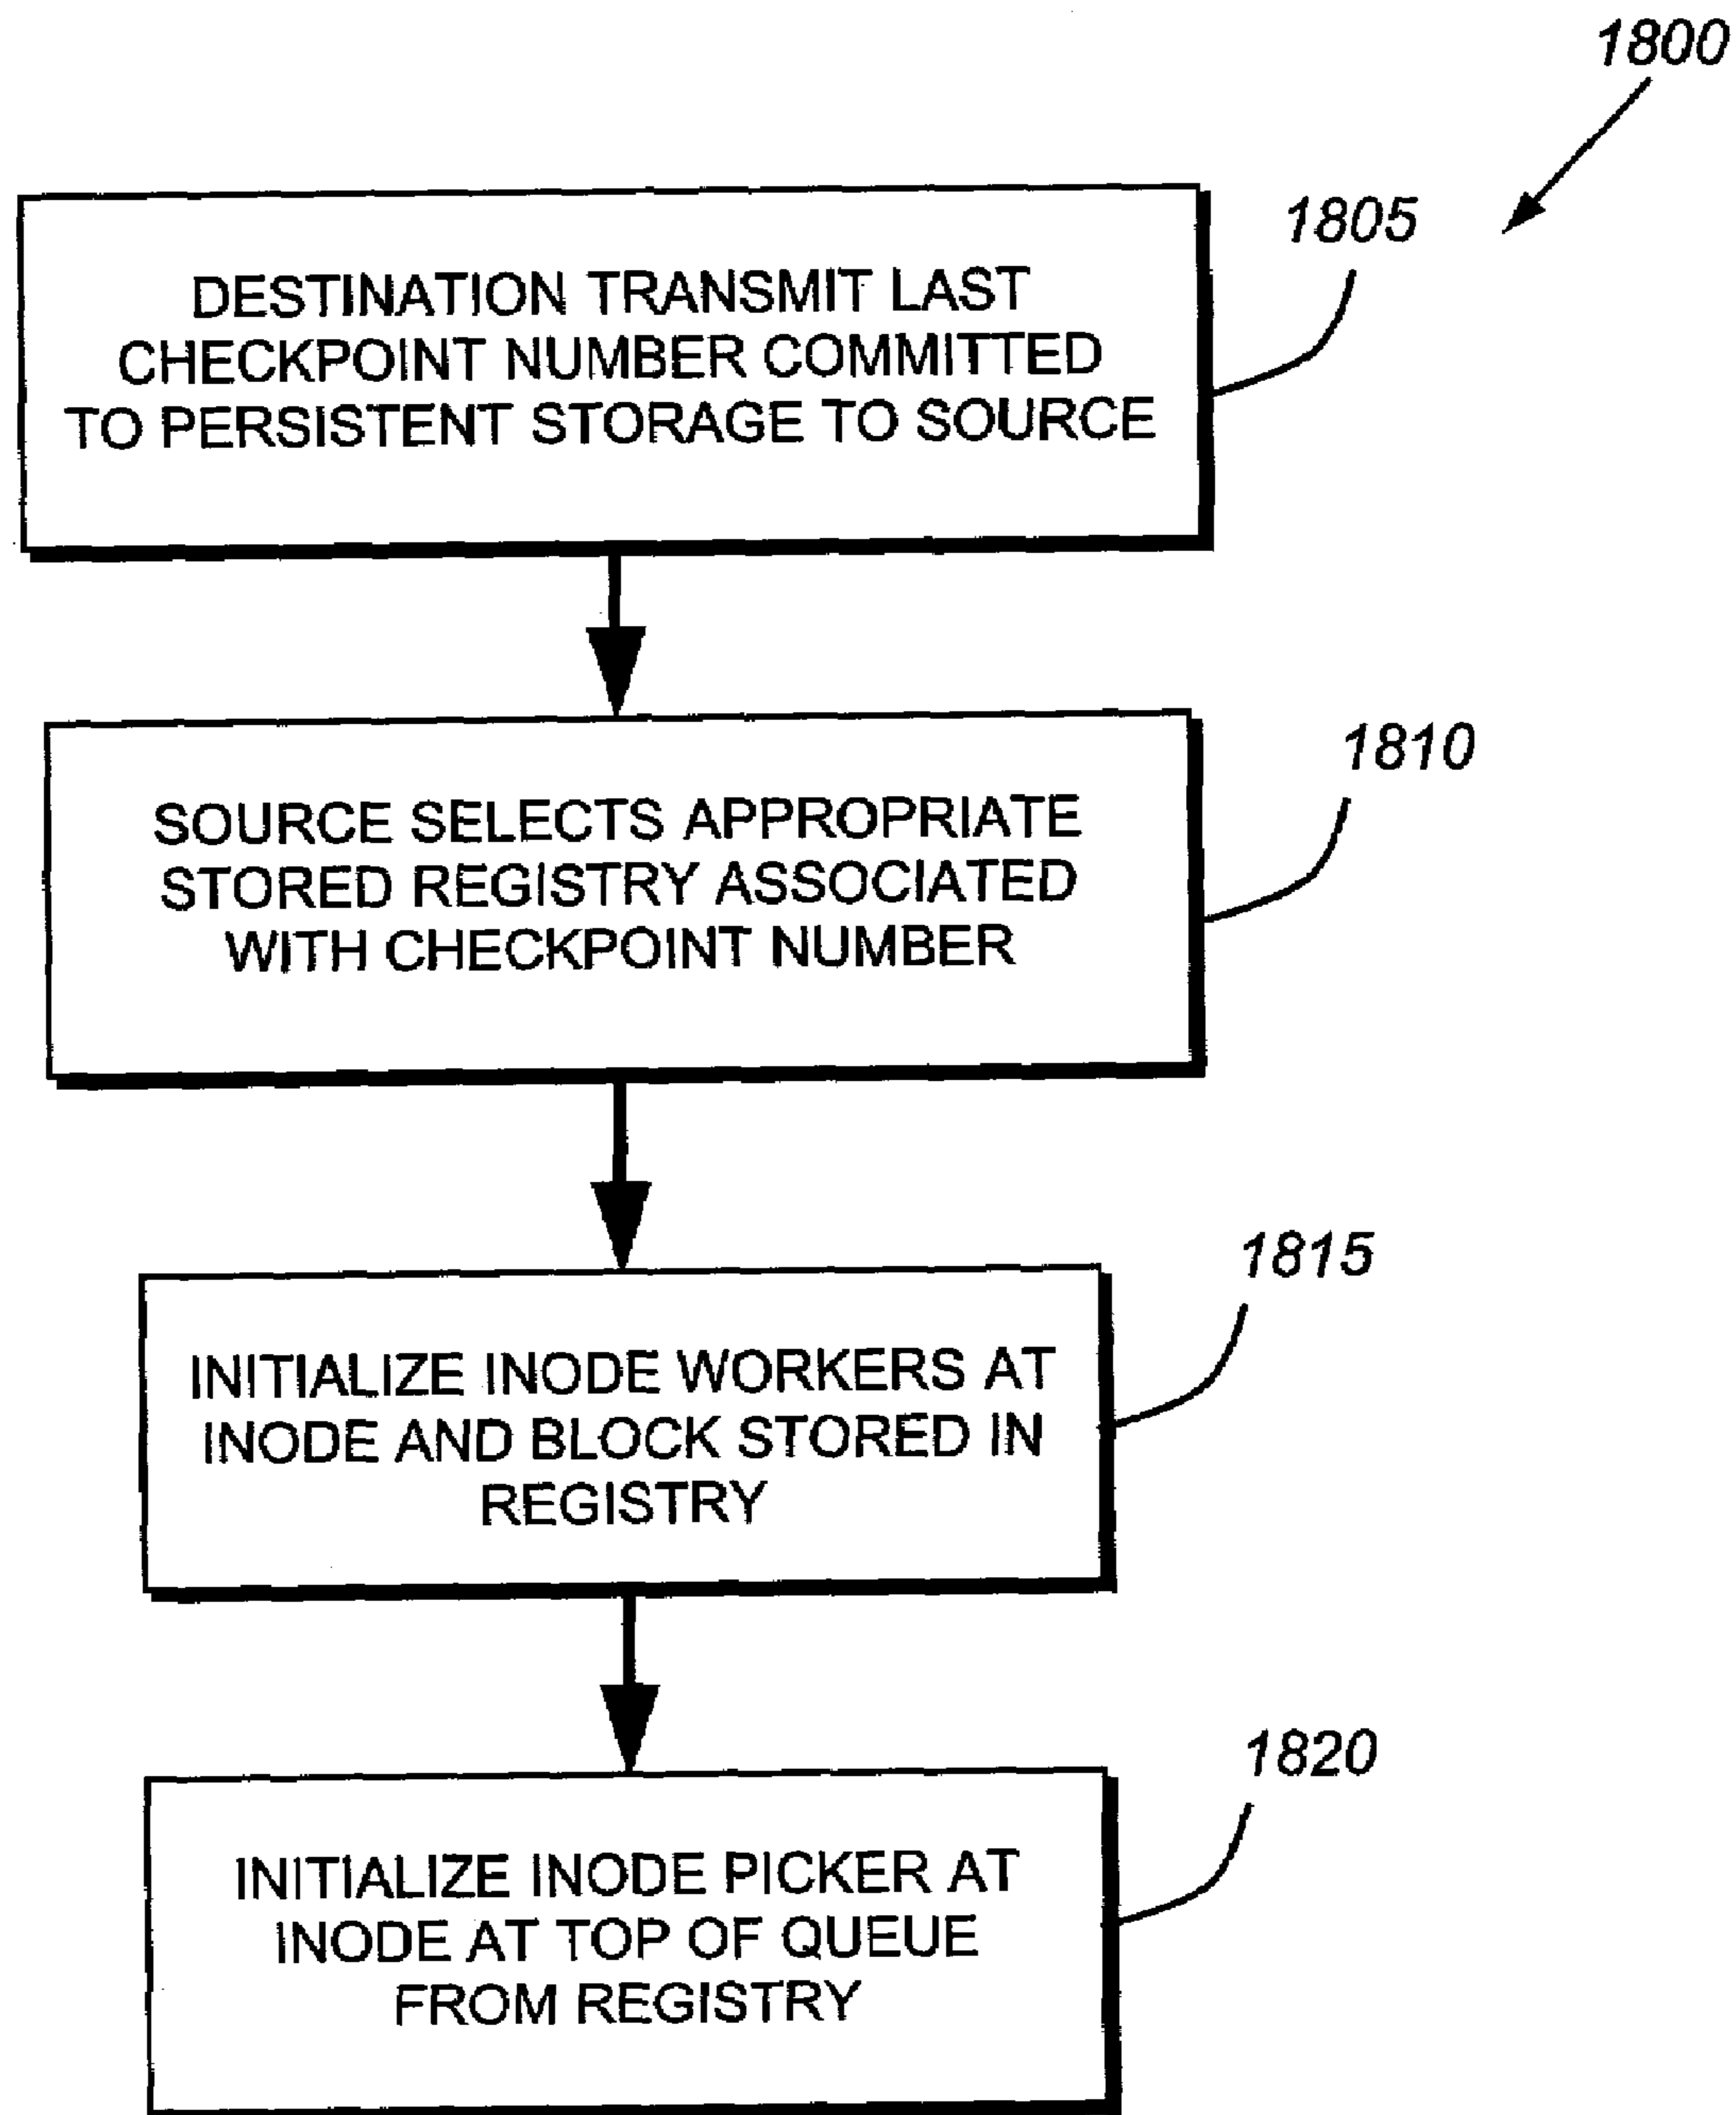 1800
1805
DESTINATION TRANSMIT LAST
CHECKPOINT NUMBER COMMITTED
TO PERSISTENT STORAGE TO SOURCE
1810
SOURCE SELECTS APPROPRIATE
STORED REGISTRY ASSOCIATED
WITH CHECKPOINT NUMBER
1815
INITIALIZE INODE WORKERS AT
INODE AND BLOCK STORED IN
REGISTRY
1820
INITIALIZE INODE PICKER AT
INODE AT TOP OF QUEUE
FROM REGISTRY